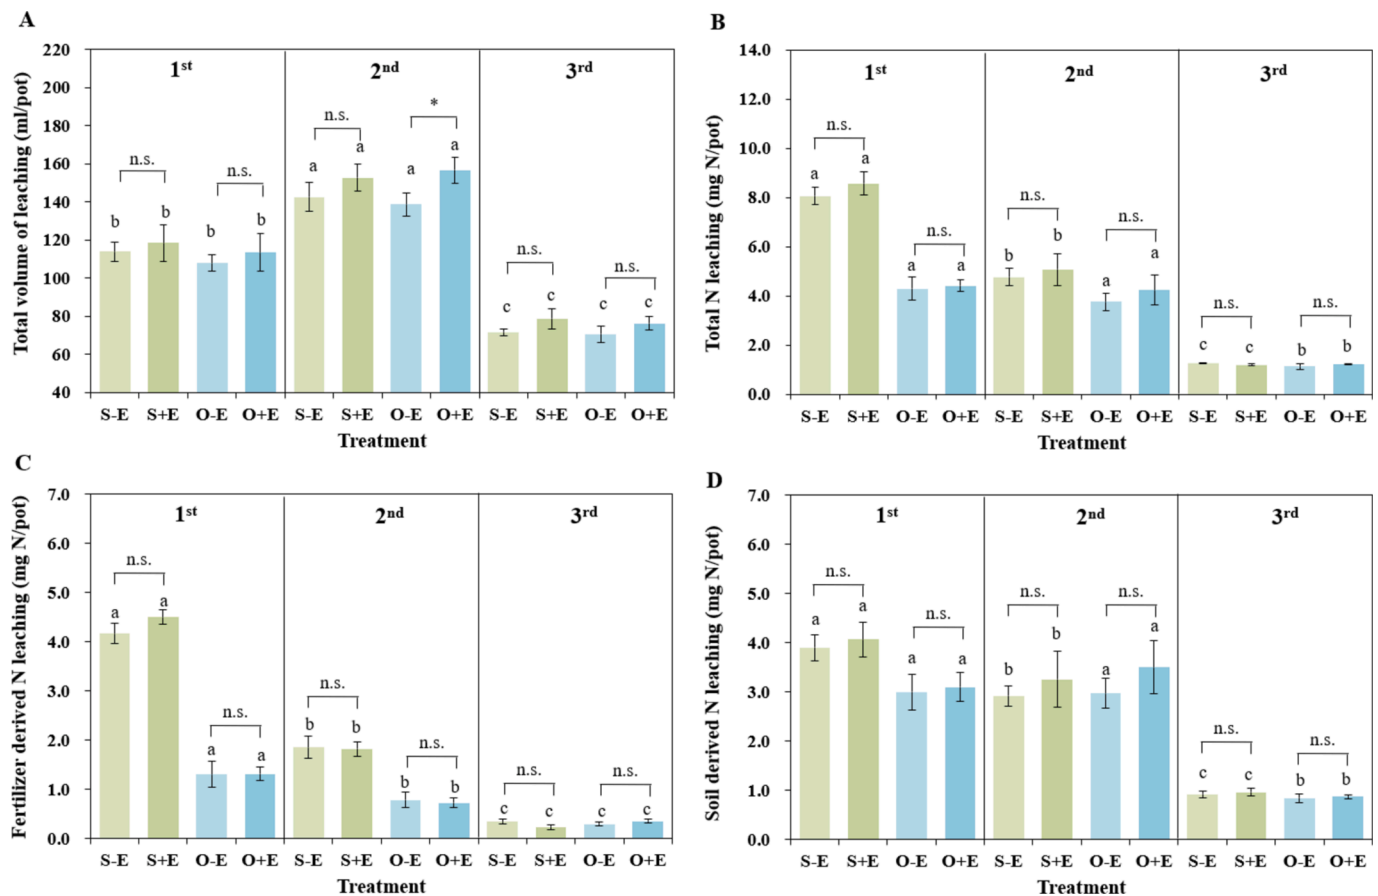 A
Total volume of leaching (ml/pot)
220
200
180
160
140
120
100
80
60
40
1st
2nd
3rd
n.s.
n.s.
n.s.
*
n.s.
n.s.
b
b
b
b
a
a
a
a
c
c
c
c
S-E
S+E
O-E
O+E
S-E
S+E
O-E
O+E
S-E
S+E
O-E
O+E
Treatment
B
Total N leaching (mg N/pot)
14.0
12.0
10.0
8.0
6.0
4.0
2.0
0.0
1st
2nd
3rd
n.s.
n.s.
n.s.
n.s.
n.s.
n.s.
a
a
a
a
b
b
a
a
c
c
b
b
S-E
S+E
O-E
O+E
S-E
S+E
O-E
O+E
S-E
S+E
O-E
O+E
Treatment
C
Fertilizer derived N leaching (mg N/pot)
7.0
6.0
5.0
4.0
3.0
2.0
1.0
0.0
1st
2nd
3rd
n.s.
n.s.
n.s.
n.s.
n.s.
n.s.
a
a
a
a
b
b
b
b
c
c
c
c
S-E
S+E
O-E
O+E
S-E
S+E
O-E
O+E
S-E
S+E
O-E
O+E
Treatment
D
Soil derived N leaching (mg N/pot)
7.0
6.0
5.0
4.0
3.0
2.0
1.0
0.0
1st
2nd
3rd
n.s.
n.s.
n.s.
n.s.
n.s.
n.s.
a
a
a
a
b
b
a
a
c
c
b
b
S-E
S+E
O-E
O+E
S-E
S+E
O-E
O+E
S-E
S+E
O-E
O+E
Treatment